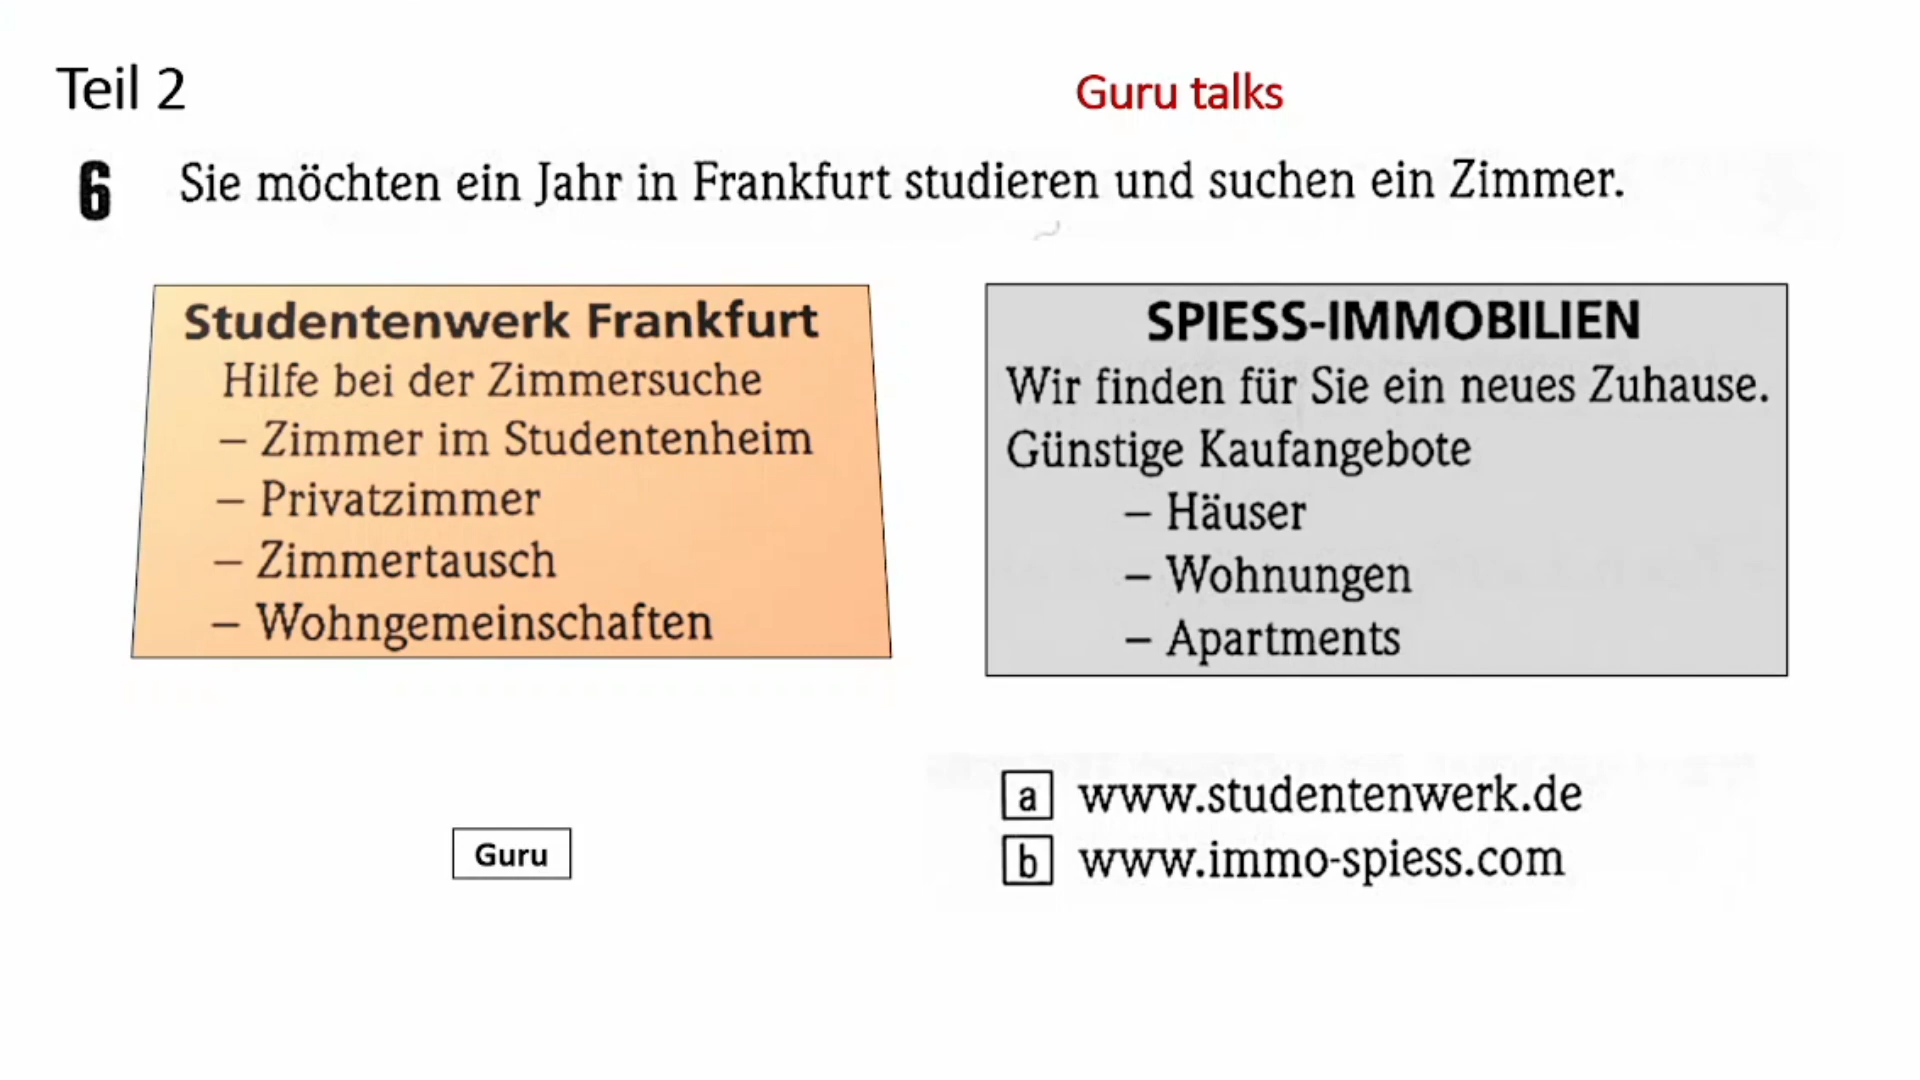 Teil 2
Guru talks
6 Sie möchten ein Jahr in Frankfurt studieren und suchen ein Zimmer.
Studentenwerk Frankfurt
Hilfe bei der Zimmersuche
– Zimmer im Studentenheim
– Privatzimmer
– Zimmertausch
– Wohngemeinschaften
SPIESS-IMMOBILIEN
Wir finden für Sie ein neues Zuhause.
Günstige Kaufangebote
– Häuser
– Wohnungen
– Apartments
a www.studentenwerk.de
b www.immo-spiess.com
Guru